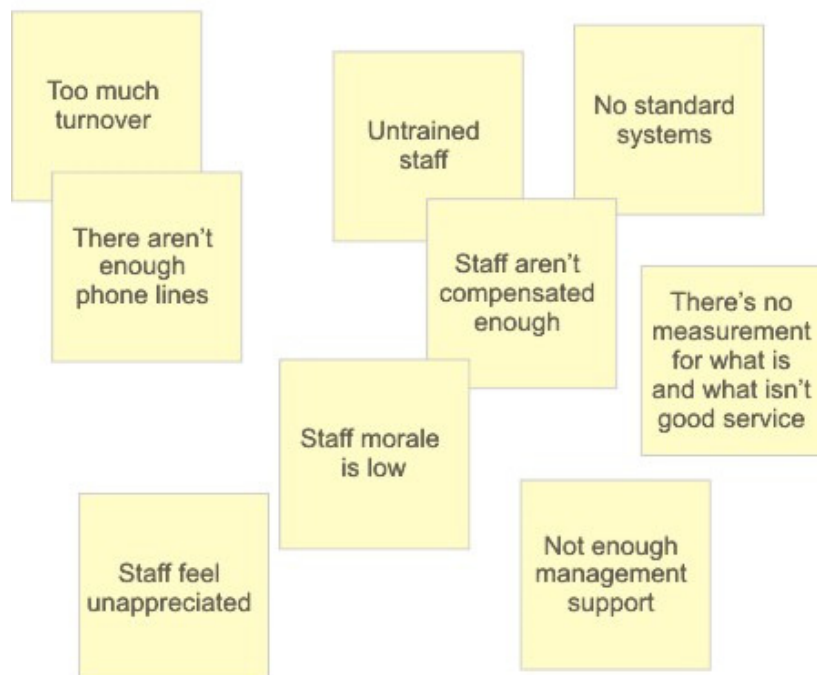 Too much
turnover
Untrained
staff
No standard
systems
There aren't
enough
phone lines
Staff aren't
compensated
enough
There’s no
measurement
for what is
and what isn’t
good service
Staff morale
is low
Staff feel
unappreciated
Not enough
management
support